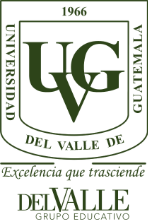 1966
UNIVERSIDAD
UVG
GUATEMALA
DEL VALLE DE
Excelencia que trasciende
DELVALLE
GRUPO EDUCATIVO